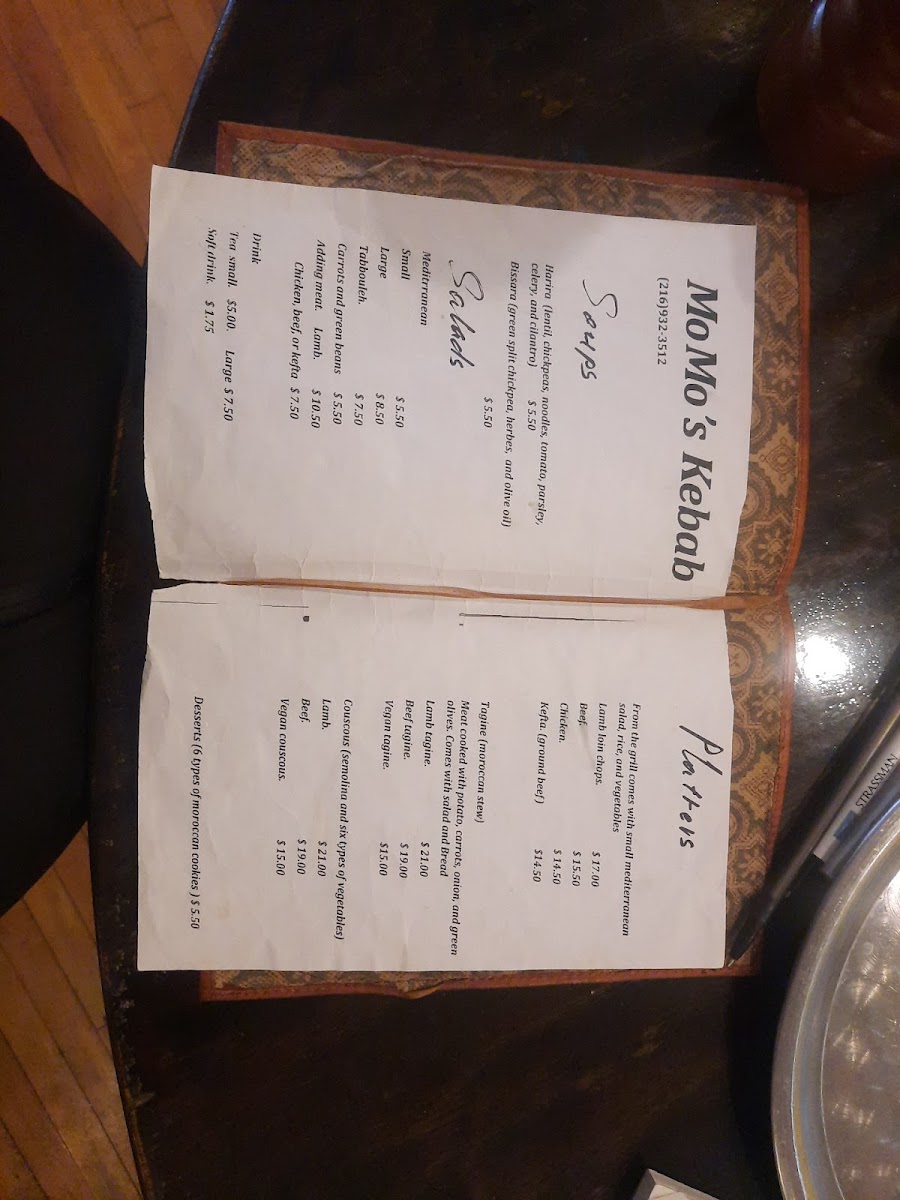 MoMo's Kebab
(216)932-3512
Soups
Harira (lentil, chickpeas, noodles, tomato, parsley,
celery, and cilantro) $ 5.50
Bissara (green split chickpea, herbes, and olive oil)
$ 5.50
Salads
Meditrranean
Small $ 5.50
Large $ 8.50
Tabbouleh. $ 7.50
Carrots and green beans $ 5.50
Adding meat. Lamb. $ 10.50
Chicken, beef, or kefta $ 7.50
Drink
Tea small. $5.00. Large $ 7.50
Soft drink. $ 1.75
Platters
From the grill comes with small mediterranean
salad, rice, and vegetables
Lamb loin chops. $ 17.00
Beef. $ 15.50
Chicken. $ 14.50
Kefta. (ground beef) $14.50
Tagine (moroccan stew)
Meat cooked with potato, carrots, onion, and green
olives. Comes with salad and Bread
Lamb tagine. $ 21.00
Beef tagine. $ 19.00
Vegan tagine. $15.00
Couscous (semolina and six types of vegetables)
Lamb. $ 21.00
Beef. $ 19.00
Vegan couscous. $ 15.00
Desserts (6 types of moroccan cookies ) $ 5.50
STRASSMAN